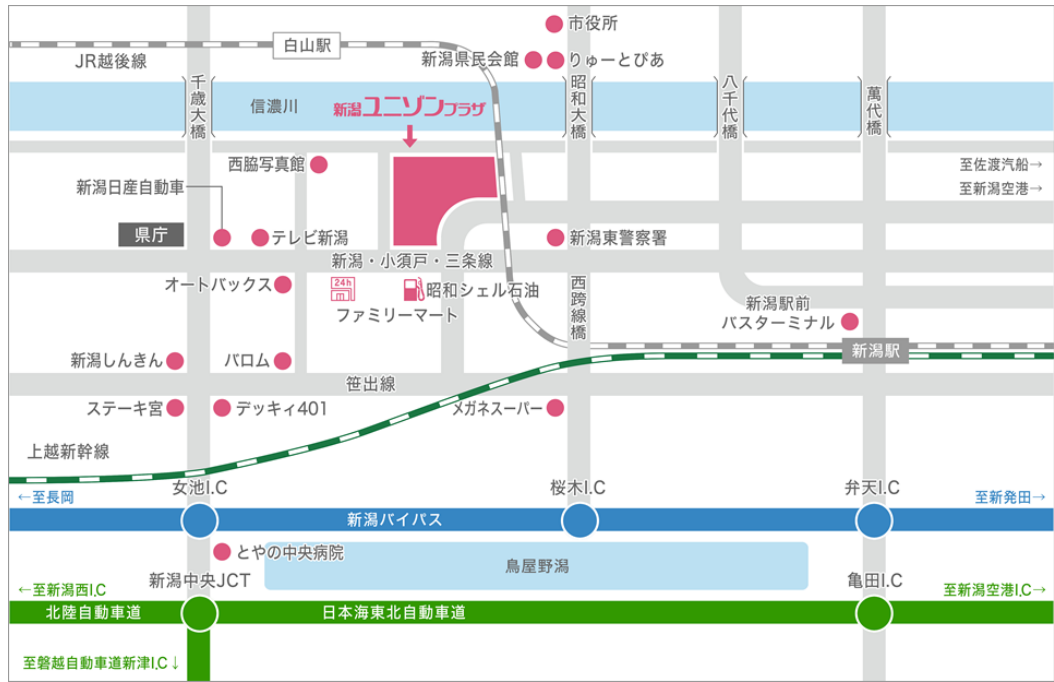 市役所
白山駅
JR越後線
新潟県民会館
りゅーとぴあ
千歳大橋
信濃川
新潟ユニゾンプラザ
昭和大橋
八千代橋
萬代橋
西脇写真館
至佐渡汽船→
新潟日産自動車
至新潟空港→
県庁
テレビ新潟
新潟東警察署
新潟・小須戸・三条線
オートバックス
24h
昭和シェル石油
西跨線橋
ファミリーマート
新潟駅前
バスターミナル
新潟駅
新潟しんきん
バロム
笹出線
ステーキ宮
デッキィ401
メガネスーパー
上越新幹線
女池I.C
桜木I.C
弁天I.C
←至長岡
至新発田→
新潟バイパス
とやの中央病院
鳥屋野潟
新潟中央JCT
亀田I.C
←至新潟西I.C
至新潟空港I.C→
北陸自動車道
日本海東北自動車道
至磐越自動車道新津I.C↓